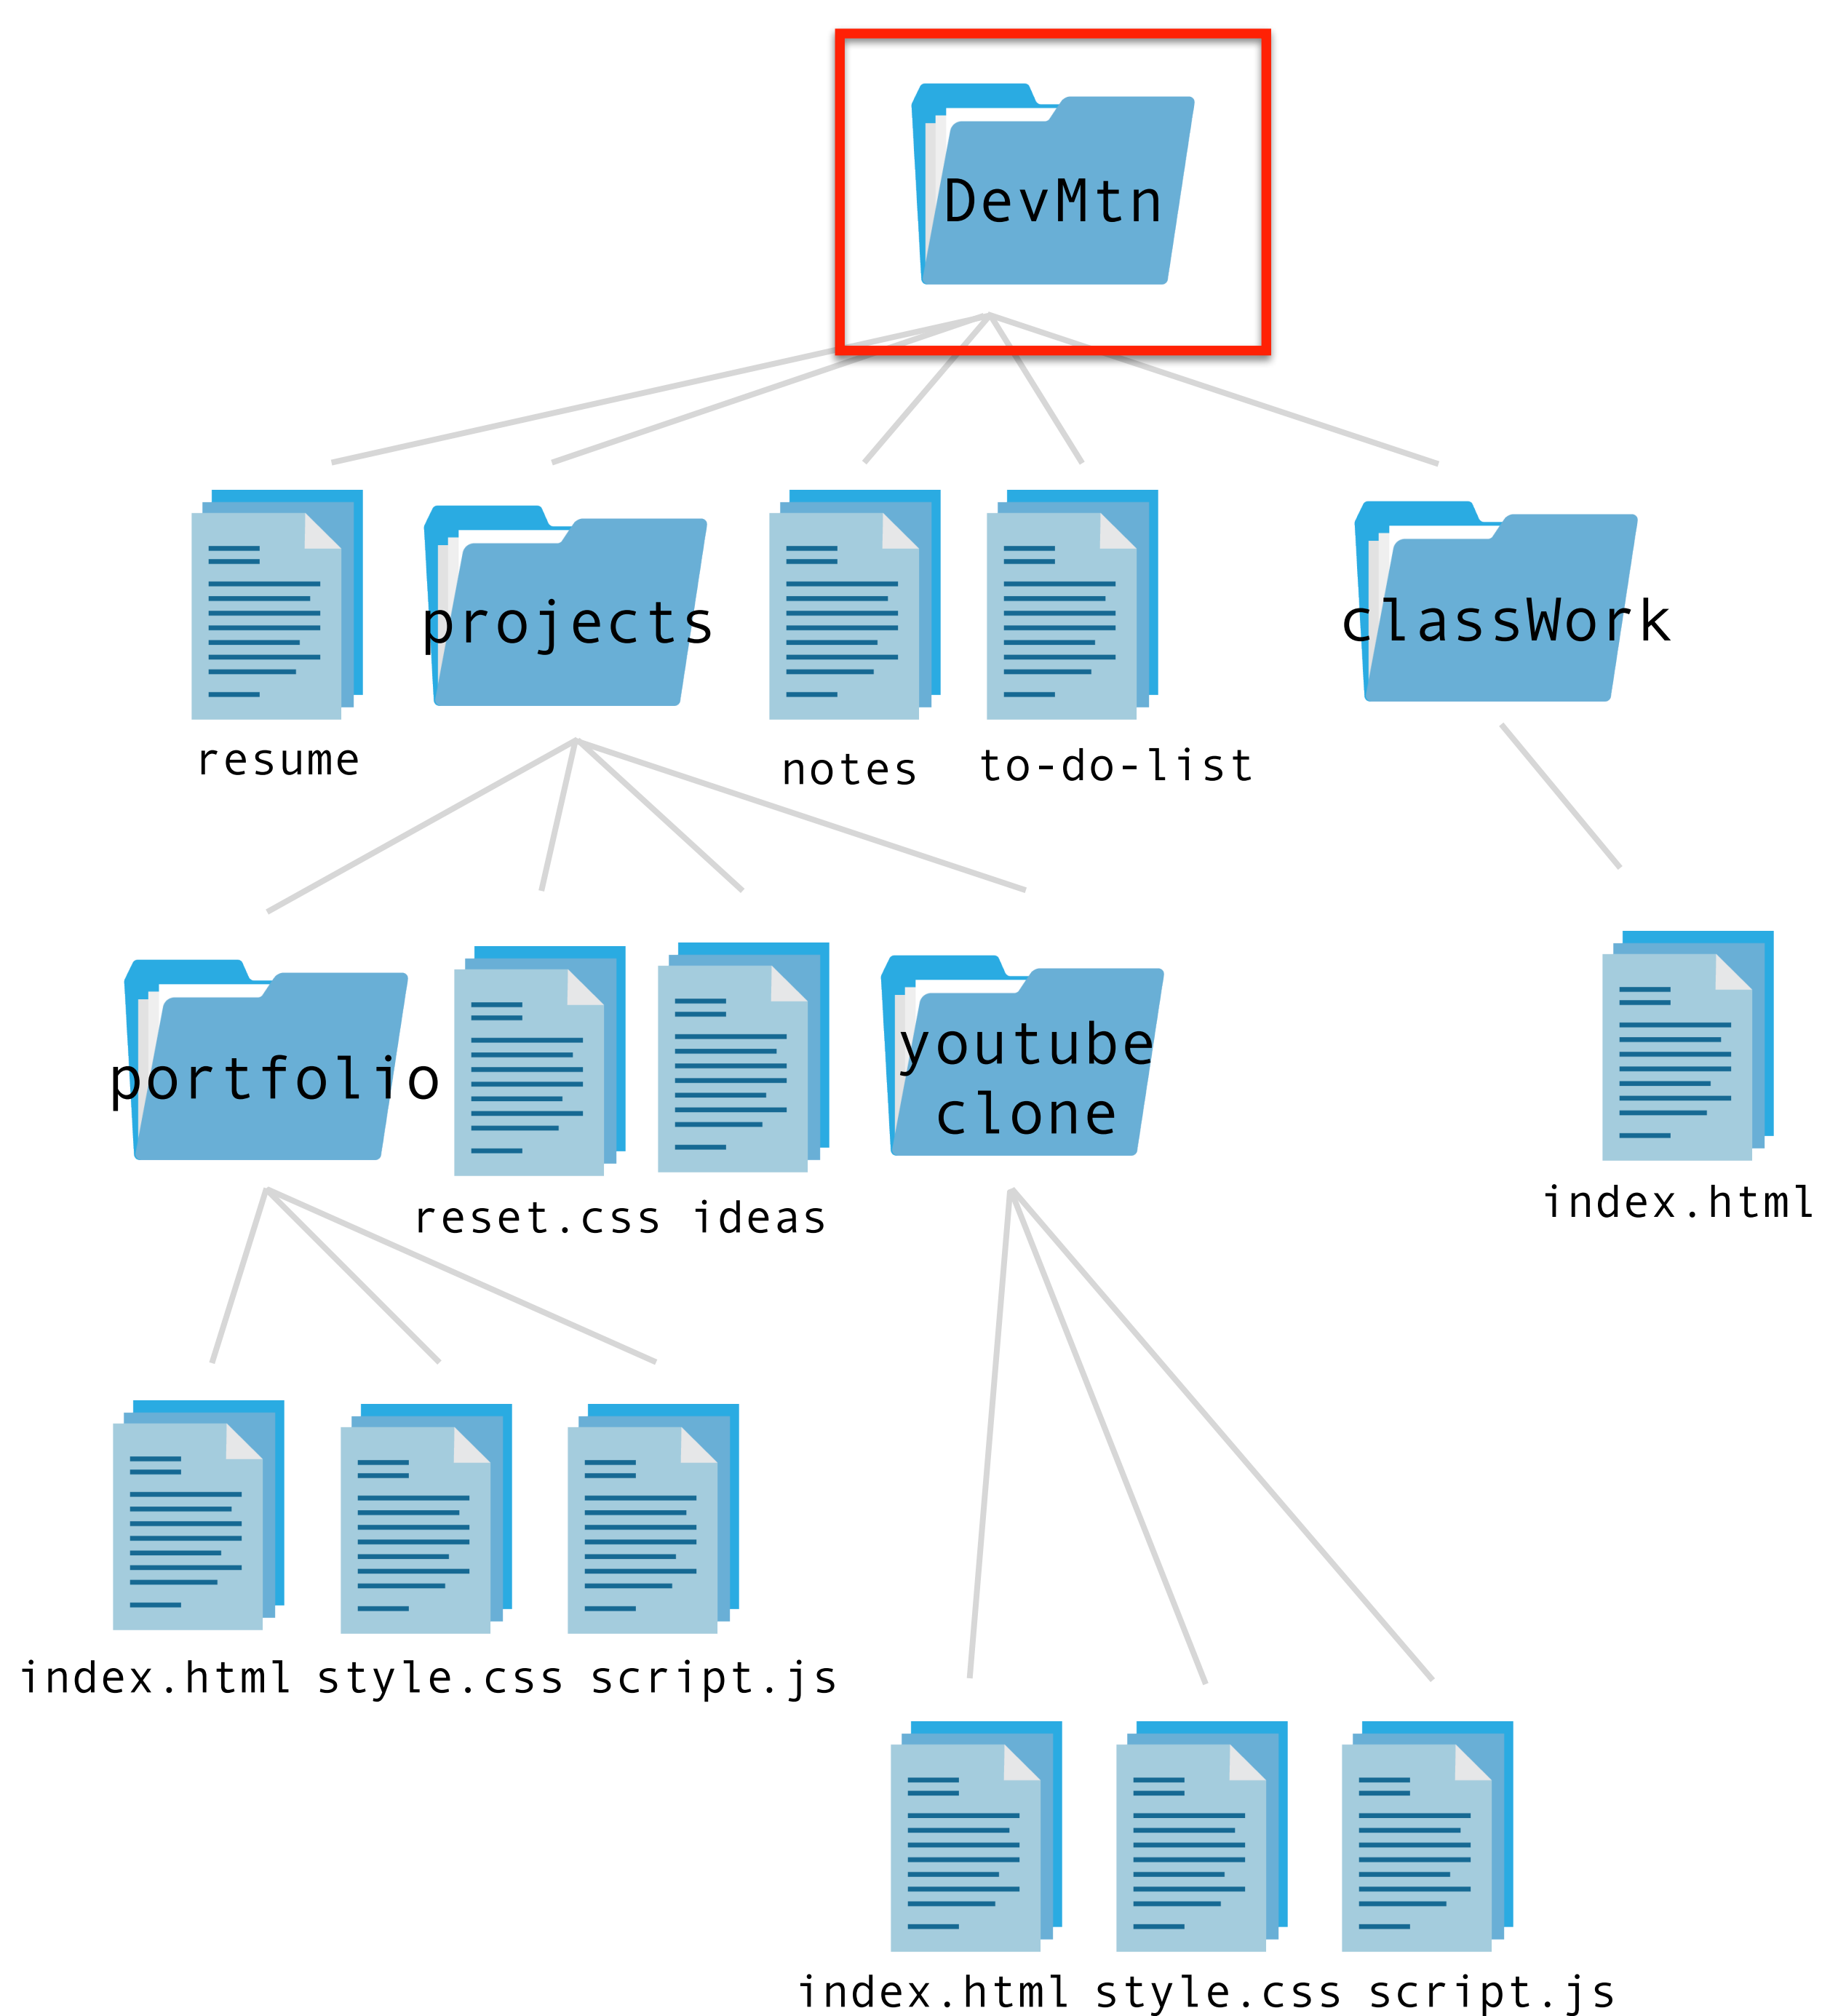 DevMtn
projects
classWork
resume
notes
to-do-list
portfolio
youtube
clone
reset.css
ideas
index.html
index.html
style.css
script.js
index.html
style.css
script.js